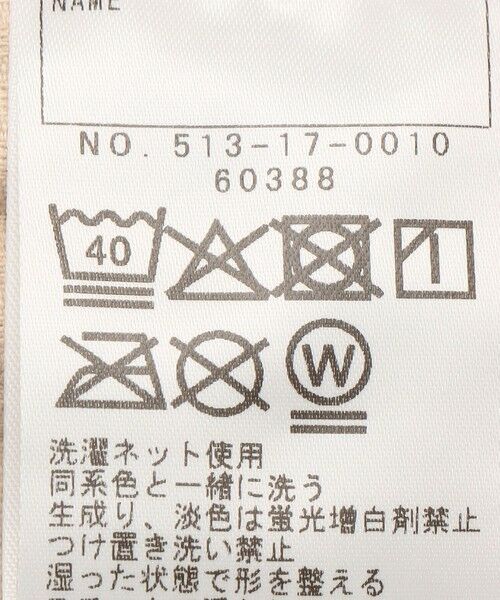 NAME
NO. 513-17-0010
60388
40
W
洗濯ネット使用
同系色と一緒に洗う
生成り、淡色は蛍光増白剤禁止
つけ置き洗い禁止
湿った状態で形を整える